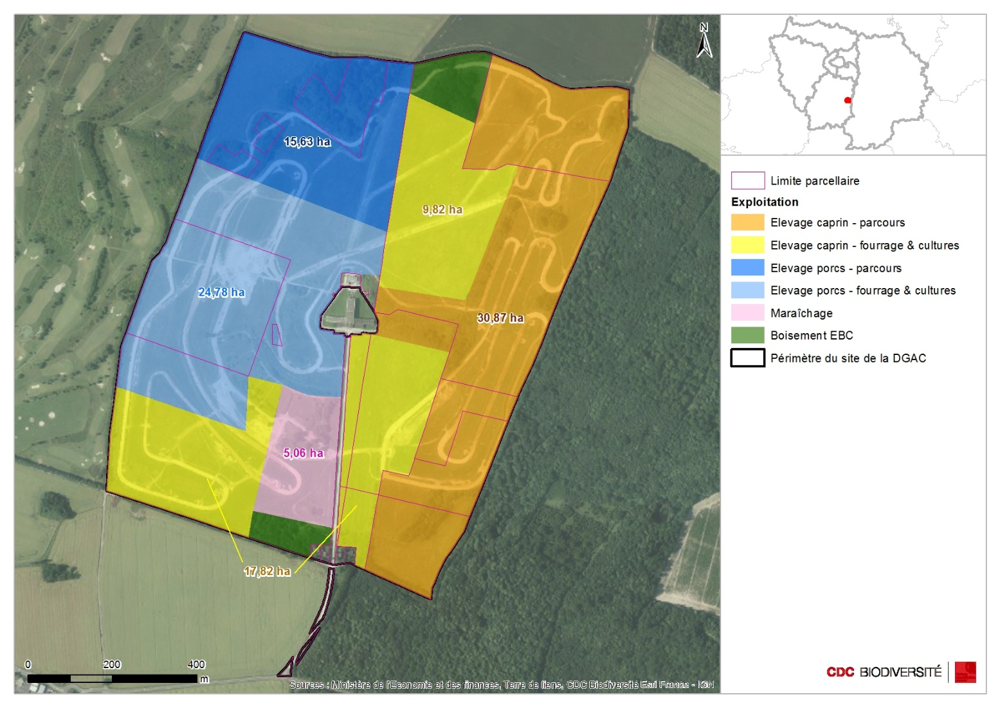 N
15,63 ha
9,82 ha
24,78 ha
30,87 ha
5,06 ha
17,82 ha
0 200 400
m
Sources : Ministère de l'Economie et des finances, Terre de liens, CDC Biodiversité Esri France - IGN
Limite parcellaire
Exploitation
Elevage caprin - parcours
Elevage caprin - fourrage & cultures
Elevage porcs - parcours
Elevage porcs - fourrage & cultures
Maraîchage
Boisement EBC
Périmètre du site de la DGAC
CDC BIODIVERSITÉ